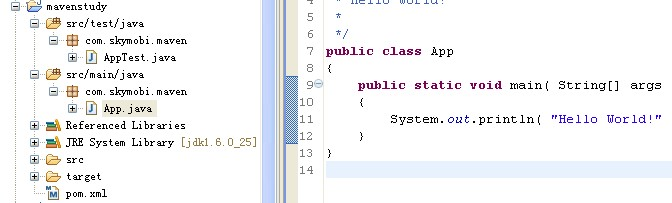 mavenstudy
src/test/java
com.skymobi.maven
AppTest.java
src/main/java
com.skymobi.maven
App.java
Referenced Libraries
JRE System Library [jdk1.6.0_25]
src
target
pom.xml
4 * Hello world!
5 *
6 */
7 public class App
8 {
9 public static void main( String[] args
10 {
11 System.out.println( "Hello World!"
12 }
13 }
14